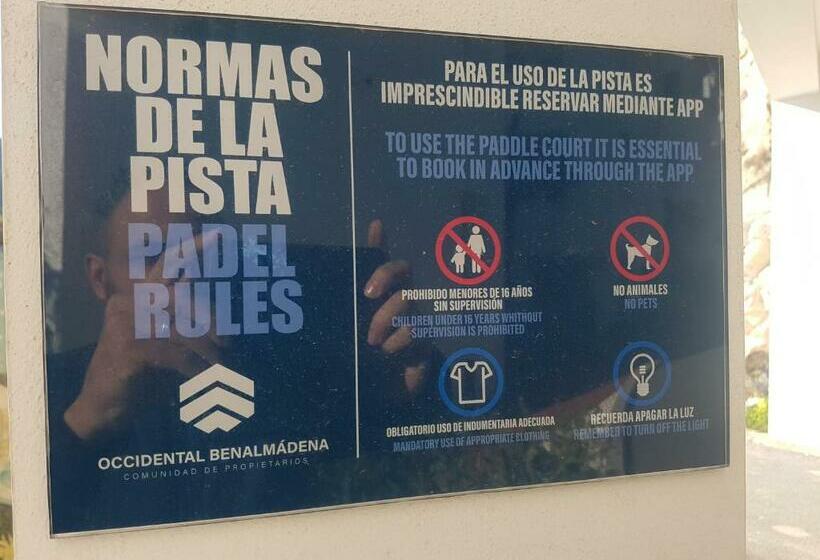 NORMAS
DE LA
PISTA
PADEL
RULES
OCCIDENTAL BENALMÁDENA
COMUNIDAD DE PROPIETARIOS
PARA EL USO DE LA PISTA ES
IMPRESCINDIBLE RESERVAR MEDIANTE APP
TO USE THE PADDLE COURT IT IS ESSENTIAL
TO BOOK IN ADVANCE THROUGH THE APP
PROHIBIDO MENORES DE 16 AÑOS
SIN SUPERVISIÓN
CHILDREN UNDER 16 YEARS WHITHOUT
SUPERVISION IS PROHIBITED
NO ANIMALES
NO PETS
OBLIGATORIO USO DE INDUMENTARIA ADECUADA
MANDATORY USE OF APPROPRIATE CLOTHING
RECUERDA APAGAR LA LUZ
REMEMBER TO TURN OFF THE LIGHT